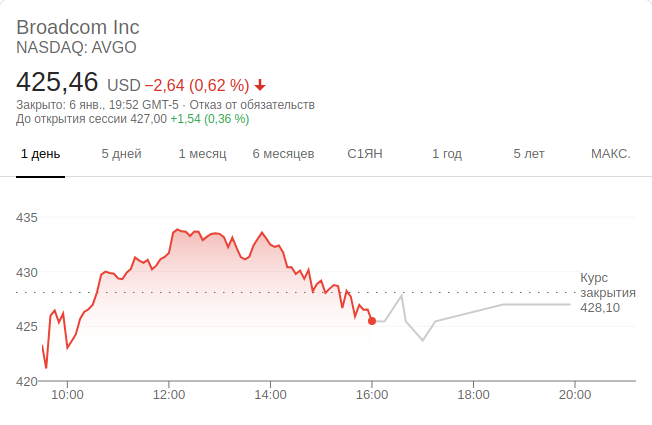 Broadcom Inc
NASDAQ: AVGO
425,46 USD −2,64 (0,62 %)
Закрыто: 6 янв., 19:52 GMT-5 · Отказ от обязательств
До открытия сессии 427,00 +1,54 (0,36 %)
1 день 5 дней 1 месяц 6 месяцев С1ЯН 1 год 5 лет МАКС.
435
430
Курс
закрытия
428,10
425
420
10:00 12:00 14:00 16:00 18:00 20:00